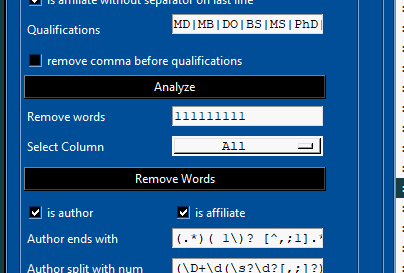 is affiliate without separator on last line
Qualifications MD|MB|DO|BS|MS|PhD|
remove comma before qualifications
Analyze
Remove words lllllllll
Select Column All
Remove Words
is author is affiliate
Author ends with (.*)( 1\)? [^,;1].*
Author split with num (\D+\d(\s?\d?[,;]?)